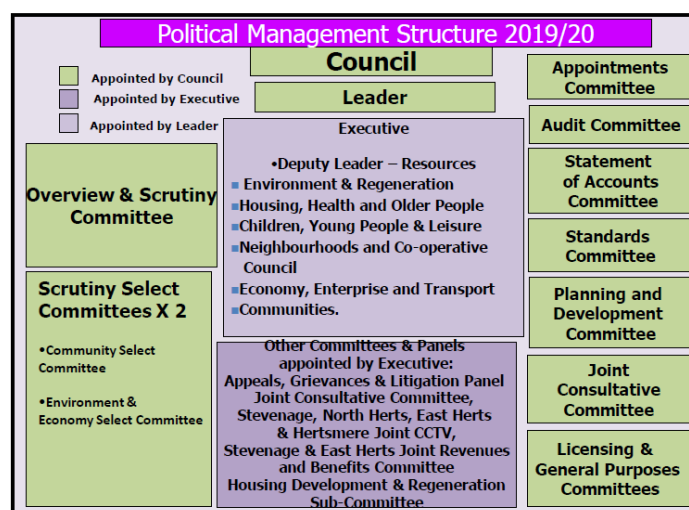 Political Management Structure 2019/20
Council
Leader
Appointed by Council
Appointed by Executive
Appointed by Leader
Overview & Scrutiny
Committee
Scrutiny Select
Committees X 2
•Community Select
Committee
•Environment &
Economy Select Committee
Executive
•Deputy Leader – Resources
Environment & Regeneration
Housing, Health and Older People
Children, Young People & Leisure
Neighbourhoods and Co-operative
Council
Economy, Enterprise and Transport
Communities.
Other Committees & Panels
appointed by Executive:
Appeals, Grievances & Litigation Panel
Joint Consultative Committee,
Stevenage, North Herts, East Herts
& Hertsmere Joint CCTV,
Stevenage & East Herts Joint Revenues
and Benefits Committee
Housing Development & Regeneration
Sub-Committee
Appointments
Committee
Audit Committee
Statement
of Accounts
Committee
Standards
Committee
Planning and
Development
Committee
Joint
Consultative
Committee
Licensing &
General Purposes
Committees